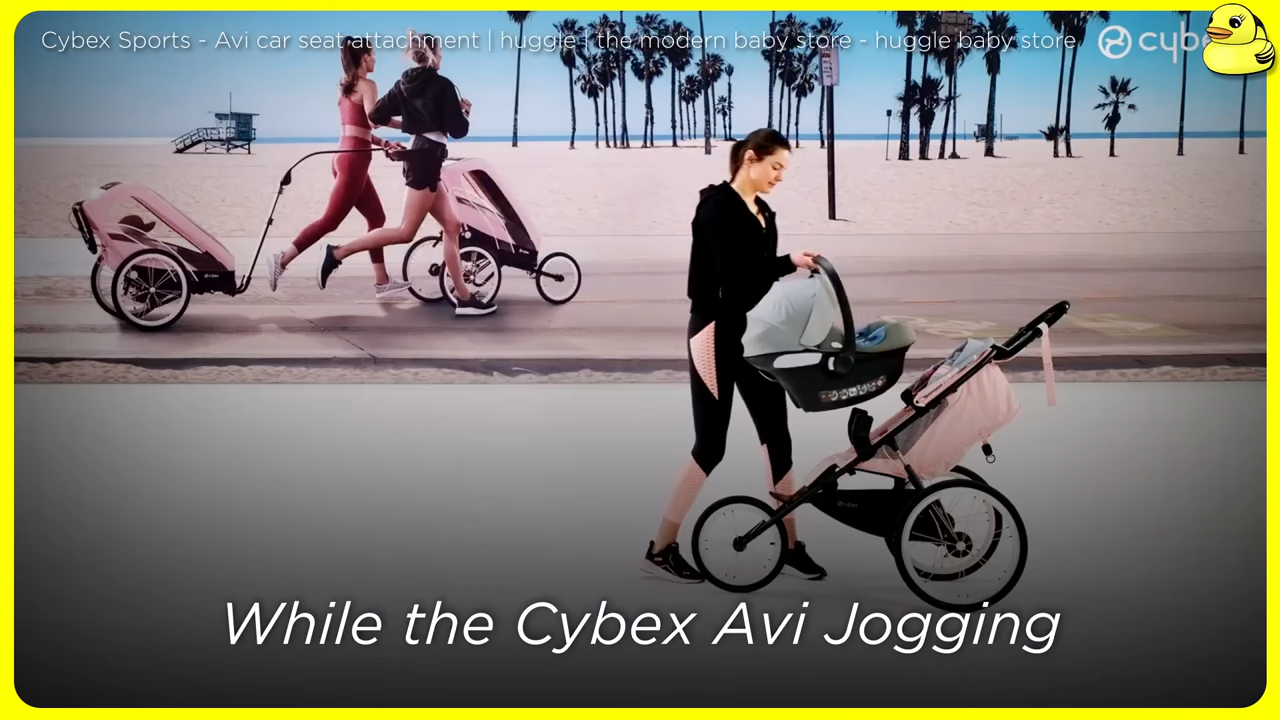 Cybex Sports - Avi car seat attachment | huggle | the modern baby store - huggle baby store
While the Cybex Avi Jogging